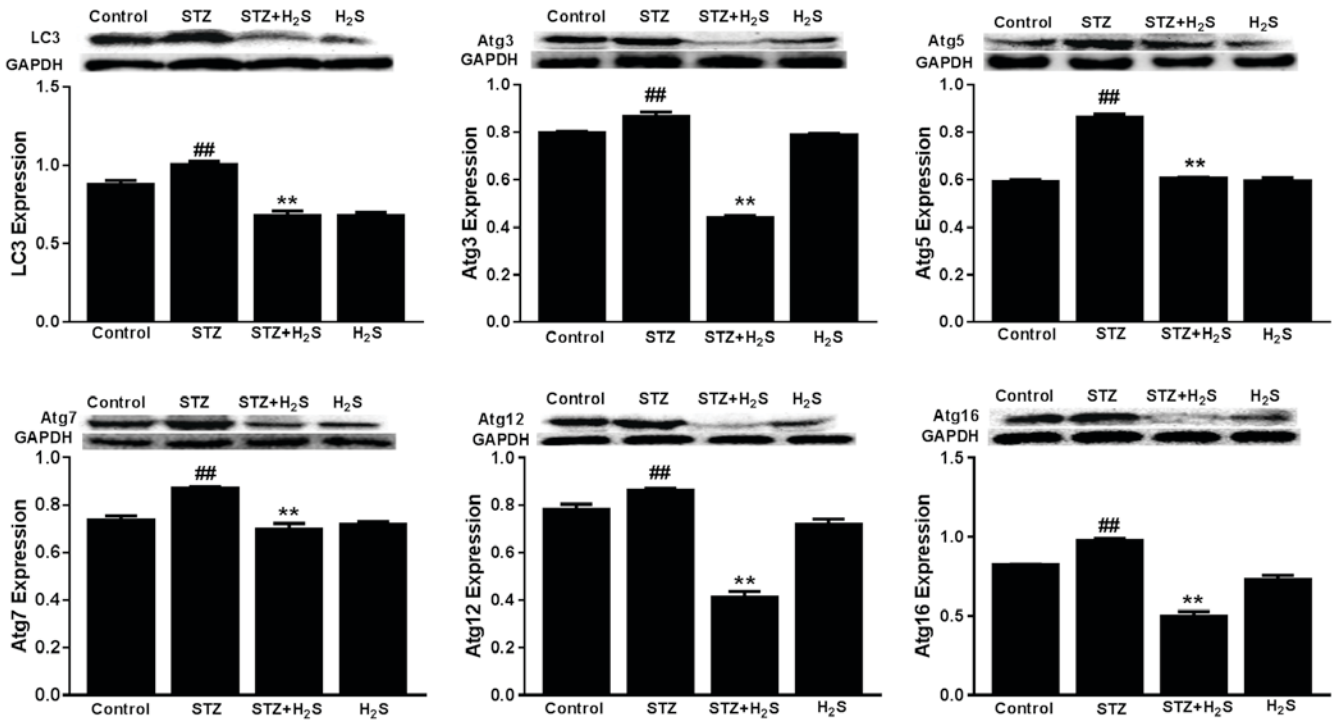 Control STZ STZ+H₂S H₂S
LC3
GAPDH
1.5
##
1.0
**
0.5
0.0
LC3 Expression
Control STZ STZ+H₂S H₂S
Control STZ STZ+H₂S H₂S
Atg3
GAPDH
1.0
##
0.8
0.6
**
0.4
0.2
0.0
Atg3 Expression
Control STZ STZ+H₂S H₂S
Control STZ STZ+H₂S H₂S
Atg5
GAPDH
1.0
##
0.8
**
0.6
0.4
0.2
0.0
Atg5 Expression
Control STZ STZ+H₂S H₂S
Control STZ STZ+H₂S H₂S
Atg7
GAPDH
1.0
##
0.8
**
0.6
0.4
0.2
0.0
Atg7 Expression
Control STZ STZ+H₂S H₂S
Control STZ STZ+H₂S H₂S
Atg12
GAPDH
1.0
##
0.8
0.6
**
0.4
0.2
0.0
Atg12 Expression
Control STZ STZ+H₂S H₂S
Control STZ STZ+H₂S H₂S
Atg16
GAPDH
1.5
##
1.0
**
0.5
0.0
Atg16 Expression
Control STZ STZ+H₂S H₂S